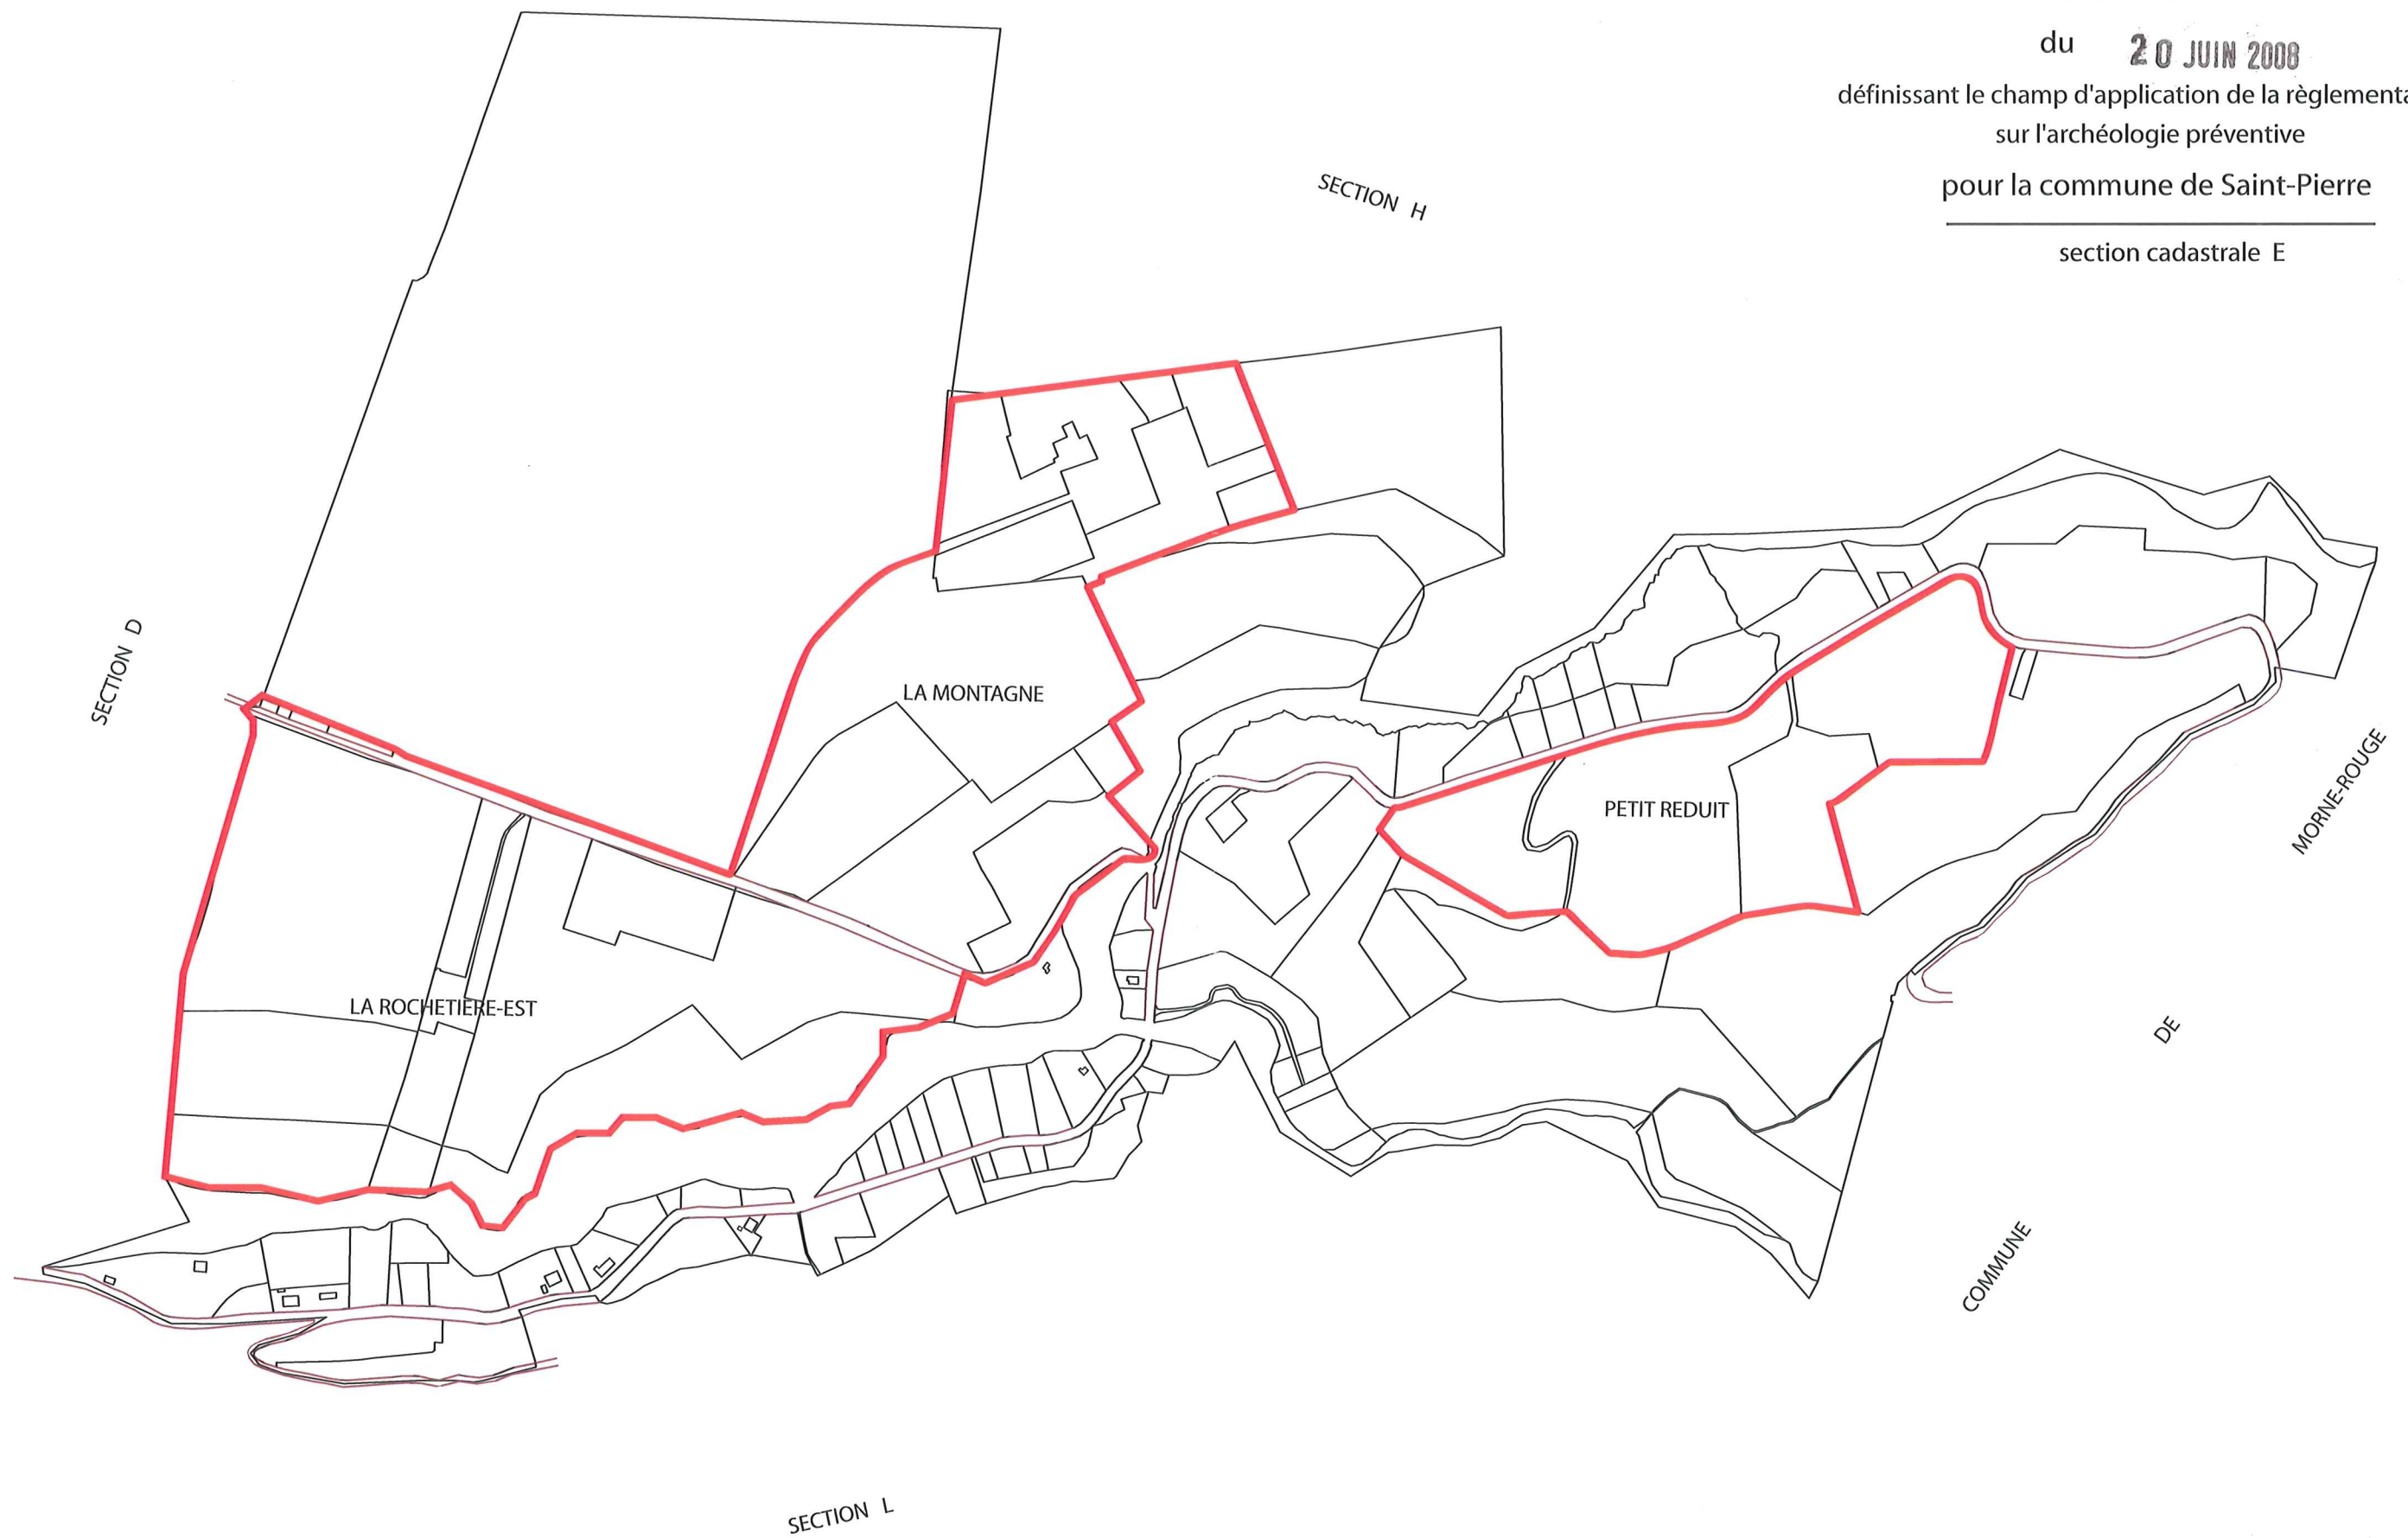 du 20 JUIN 2008
définissant le champ d'application de la règlementa
sur l'archéologie préventive
pour la commune de Saint-Pierre
section cadastrale E
SECTION H
SECTION D
LA MONTAGNE
PETIT REDUIT
MORNE-ROUGE
LA ROCHETIERE-EST
DE
COMMUNE
SECTION L